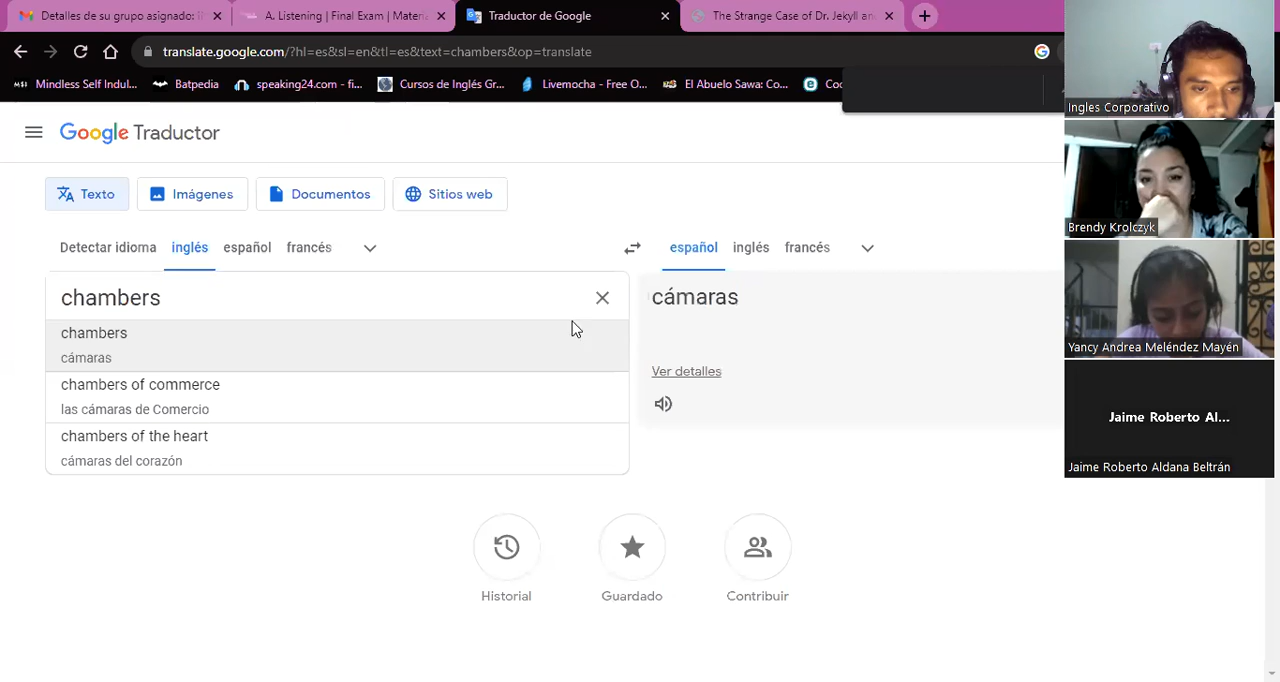 Detalles de su grupo asignado: I
A. Listening | Final Exam | Materi
Traductor de Google
The Strange Case of Dr. Jekyll an
translate.google.com/?hl=es&sl=en&tl=es&text=chambers&op=translate
Mindless Self Indul...
Batpedia
speaking24.com - fi...
Cursos de Inglés Gr...
Livemocha - Free O...
El Abuelo Sawa: Co...
Coc
Google Traductor
Texto
Imágenes
Documentos
Sitios web
Detectar idioma inglés español francés
español inglés francés
chambers
cámaras
chambers
cámaras
chambers of commerce
las cámaras de Comercio
chambers of the heart
cámaras del corazón
Ver detalles
Historial
Guardado
Contribuir
Ingles Corporativo
Brendy Krolczyk
Yancy Andrea Meléndez Mayén
Jaime Roberto Al...
Jaime Roberto Aldana Beltrán